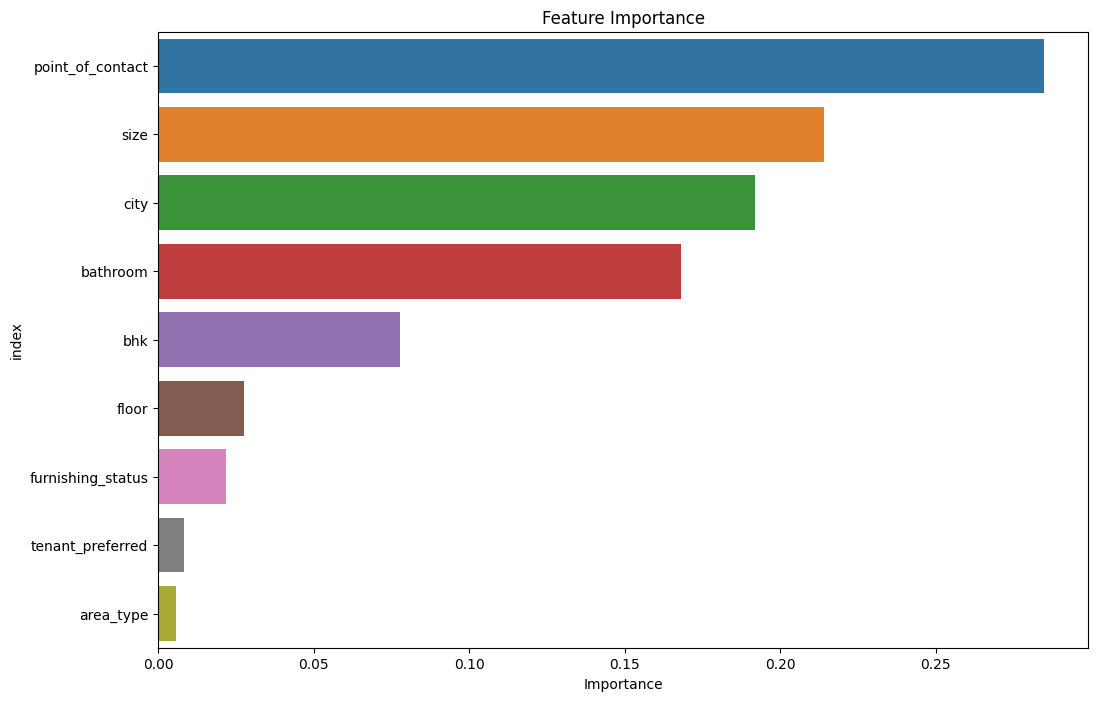 Feature Importance
point_of_contact
size
city
bathroom
bhk
floor
furnishing_status
tenant_preferred
area_type
index
0.00 0.05 0.10 0.15 0.20 0.25
Importance